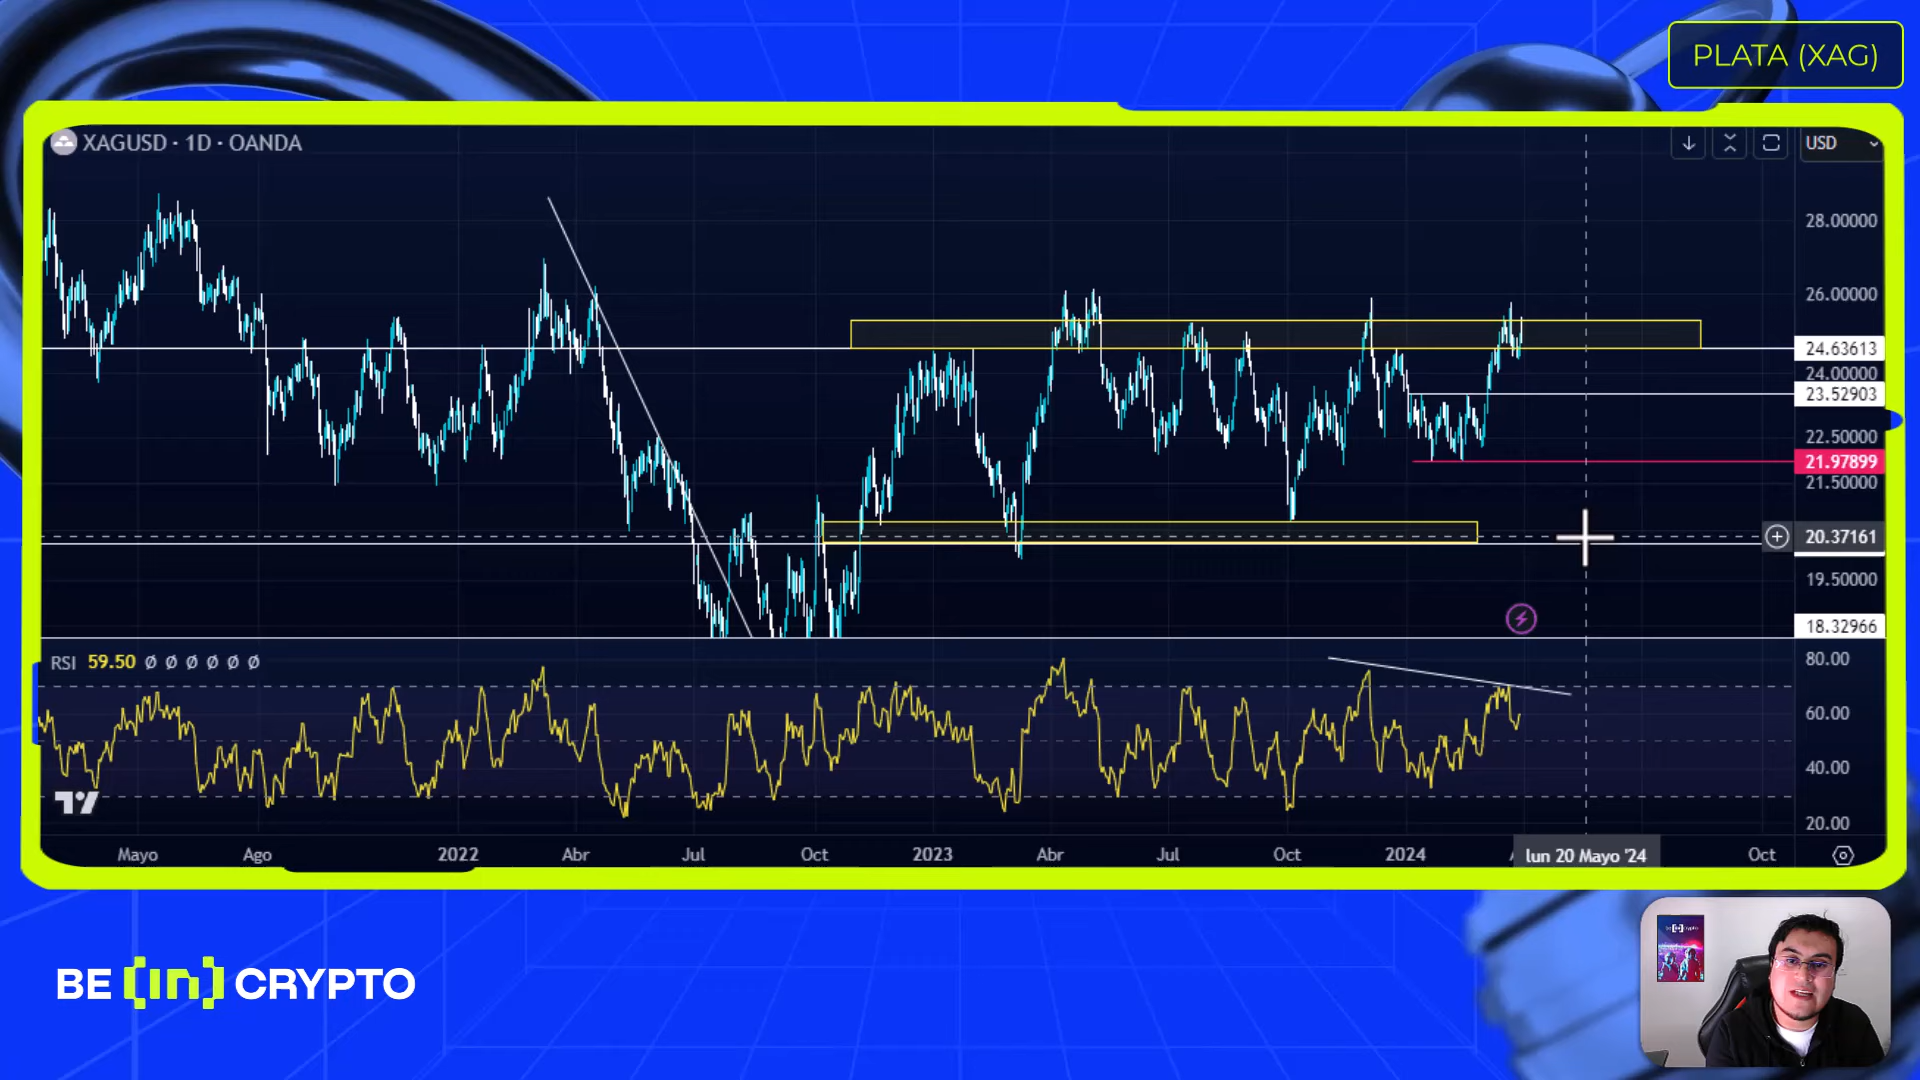 PLATA (XAG)
XAGUSD · 1D · OANDA
USD
28.00000
26.00000
24.63613
24.00000
23.52903
22.50000
21.97899
21.50000
20.37161
19.50000
18.32966
RSI 59.50 Ø Ø Ø Ø Ø Ø
80.00
60.00
40.00
20.00
Mayo Ago 2022 Abr Jul Oct 2023 Abr Jul Oct 2024 lun 20 Mayo '24 Oct
BE [in] CRYPTO